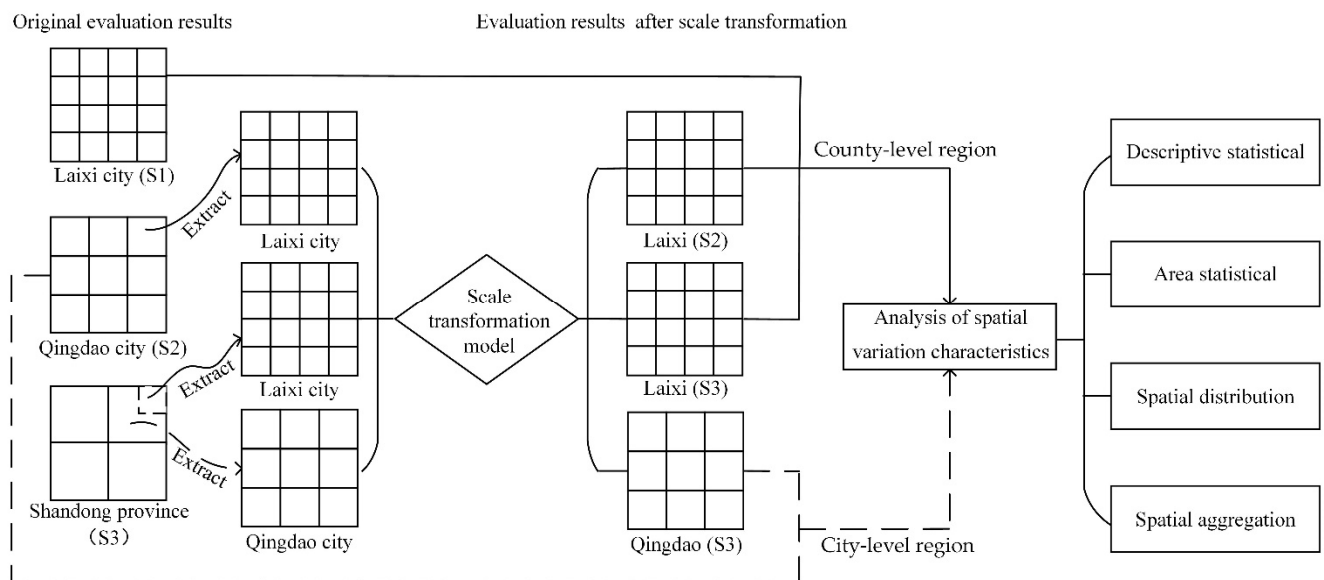 Original evaluation results
Evaluation results after scale transformation
Laixi city (S1)
Extract
Laixi city
Qingdao city (S2)
Extract
Laixi city
Extract
Shandong province
(S3)
Qingdao city
Scale
transformation
model
Laixi (S2)
Laixi (S3)
Qingdao (S3)
County-level region
Analysis of spatial
variation characteristics
City-level region
Descriptive statistical
Area statistical
Spatial distribution
Spatial aggregation